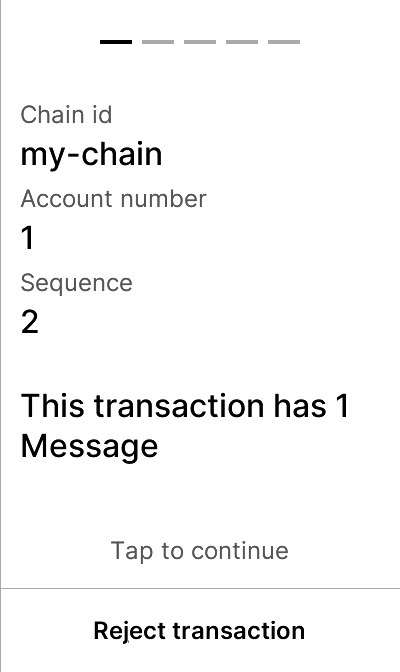 Chain id
my-chain
Account number
1
Sequence
2
This transaction has 1
Message
Tap to continue
Reject transaction